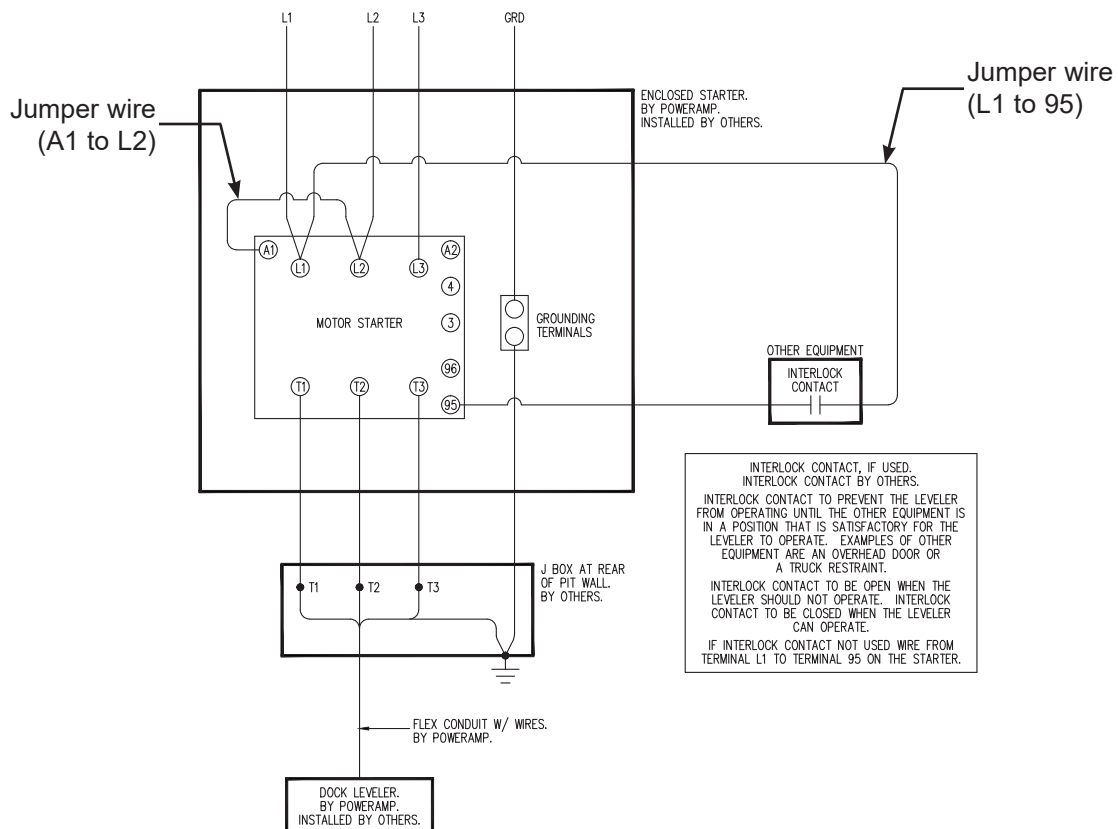 L1
L2
L3
GRD
Jumper wire
(A1 to L2)
ENCLOSED STARTER.
BY POWERAMP.
INSTALLED BY OTHERS.
Jumper wire
(L1 to 95)
A1
L1
L2
L3
A2
4
3
96
95
MOTOR STARTER
T1
T2
T3
GROUNDING
TERMINALS
OTHER EQUIPMENT
INTERLOCK
CONTACT
INTERLOCK CONTACT, IF USED.
INTERLOCK CONTACT BY OTHERS.
INTERLOCK CONTACT TO PREVENT THE LEVELER
FROM OPERATING UNTIL THE OTHER EQUIPMENT IS
IN A POSITION THAT IS SATISFACTORY FOR THE
LEVELER TO OPERATE. EXAMPLES OF OTHER
EQUIPMENT ARE AN OVERHEAD DOOR OR
A TRUCK RESTRAINT.
INTERLOCK CONTACT TO BE OPEN WHEN THE
LEVELER SHOULD NOT OPERATE. INTERLOCK
CONTACT TO BE CLOSED WHEN THE LEVELER
CAN OPERATE.
IF INTERLOCK CONTACT NOT USED WIRE FROM
TERMINAL L1 TO TERMINAL 95 ON THE STARTER.
T1
T2
T3
J BOX AT REAR
OF PIT WALL.
BY OTHERS.
FLEX CONDUIT W/ WIRES.
BY POWERAMP.
DOCK LEVELER.
BY POWERAMP.
INSTALLED BY OTHERS.